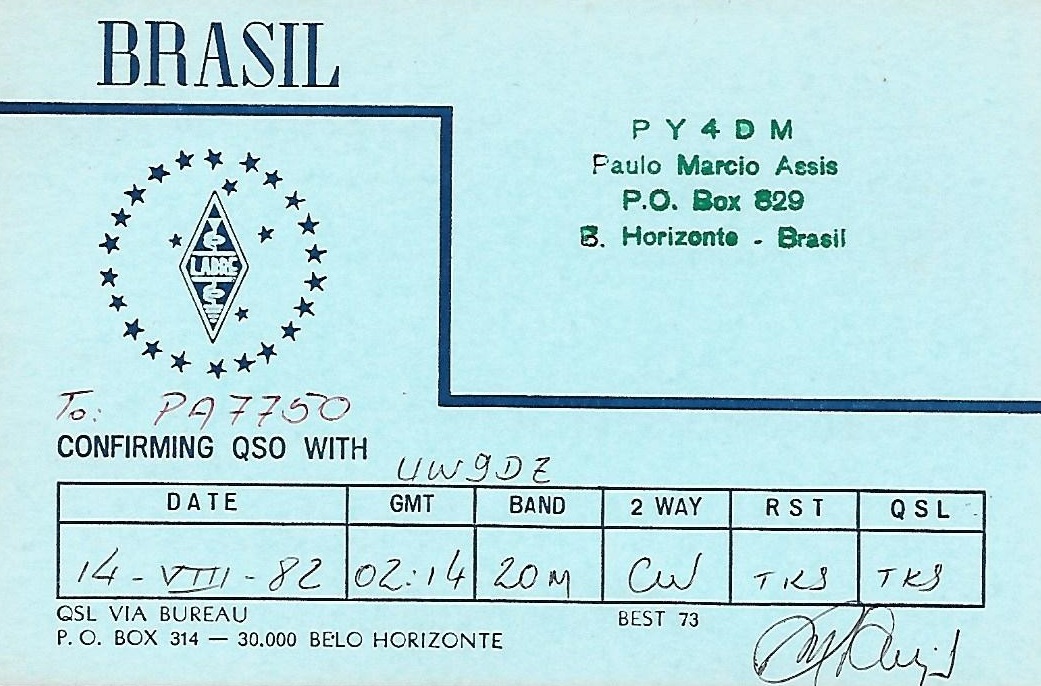 BRASIL
PY4DM
Paulo Marcio Assis
P.O. Box 829
B. Horizonte - Brasil
LABRE
To: PA7750
CONFIRMING QSO WITH
UW9DZ
DATE GMT BAND 2 WAY RST QSL
14-VIII-82 02:14 20M CW TKS TKS
QSL VIA BUREAU
BEST 73
P. O. BOX 314 — 30.000 BELO HORIZONTE